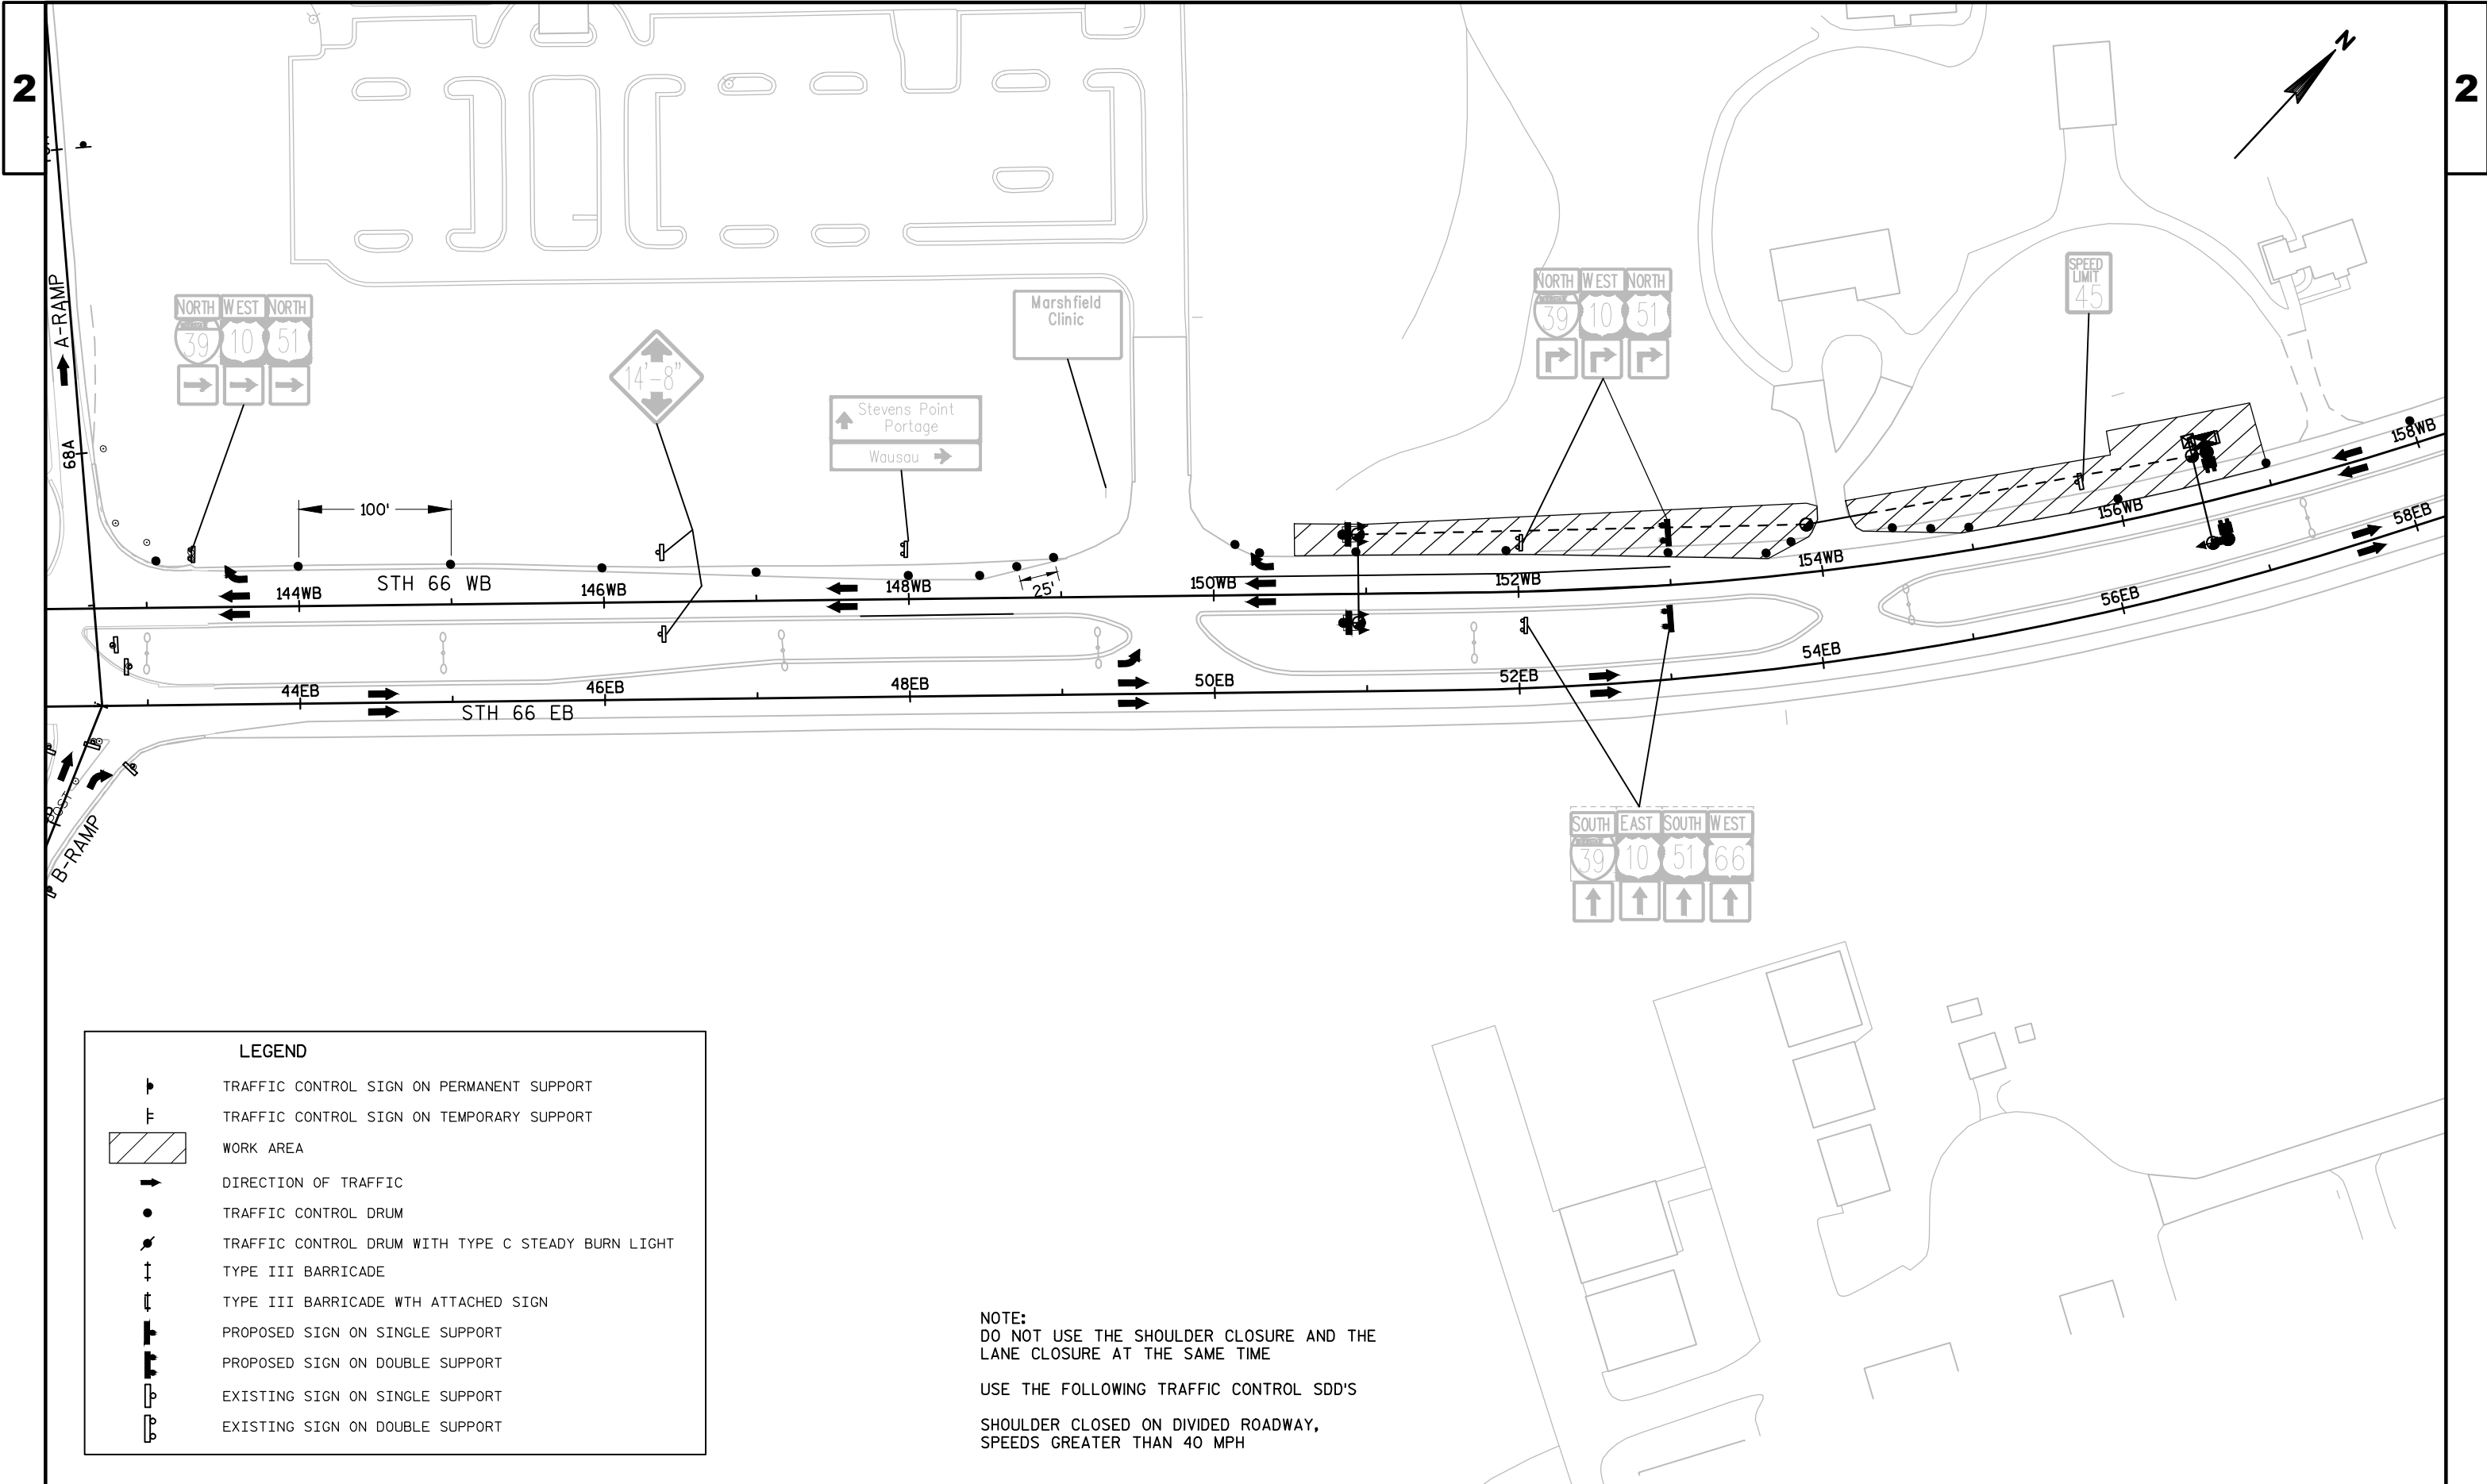 2
2
N
A-RAMP
68A
NORTH WEST NORTH
39 10 51
14'-8"
Marshfield
Clinic
Stevens Point
Portage
Wausau
NORTH WEST NORTH
39 10 51
SPEED
LIMIT
45
100'
25'
STH 66 WB
144WB
146WB
148WB
150WB
152WB
154WB
156WB
158WB
44EB
46EB
48EB
50EB
52EB
54EB
56EB
58EB
STH 66 EB
B-RAMP
SOUTH EAST SOUTH WEST
39 10 51 66
LEGEND
TRAFFIC CONTROL SIGN ON PERMANENT SUPPORT
TRAFFIC CONTROL SIGN ON TEMPORARY SUPPORT
WORK AREA
DIRECTION OF TRAFFIC
TRAFFIC CONTROL DRUM
TRAFFIC CONTROL DRUM WITH TYPE C STEADY BURN LIGHT
TYPE III BARRICADE
TYPE III BARRICADE WTH ATTACHED SIGN
PROPOSED SIGN ON SINGLE SUPPORT
PROPOSED SIGN ON DOUBLE SUPPORT
EXISTING SIGN ON SINGLE SUPPORT
EXISTING SIGN ON DOUBLE SUPPORT
NOTE:
DO NOT USE THE SHOULDER CLOSURE AND THE
LANE CLOSURE AT THE SAME TIME
USE THE FOLLOWING TRAFFIC CONTROL SDD'S
SHOULDER CLOSED ON DIVIDED ROADWAY,
SPEEDS GREATER THAN 40 MPH